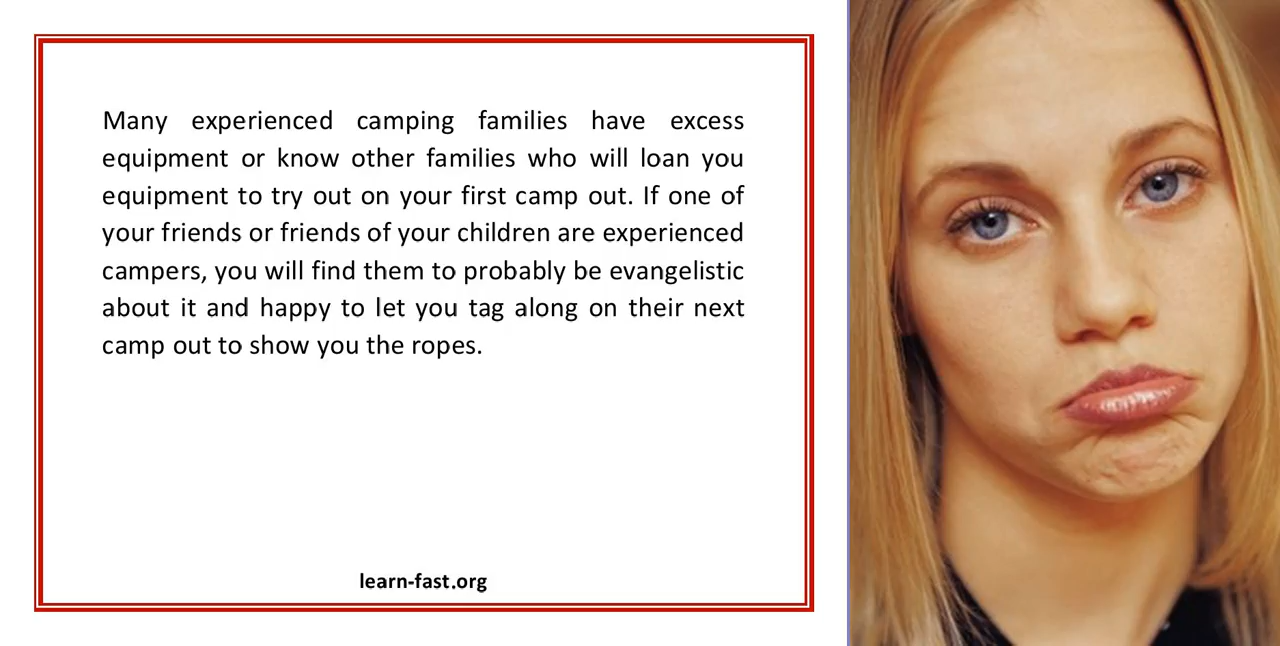 Many experienced camping families have excess
equipment or know other families who will loan you
equipment to try out on your first camp out. If one of
your friends or friends of your children are experienced
campers, you will find them to probably be evangelistic
about it and happy to let you tag along on their next
camp out to show you the ropes.
learn-fast.org